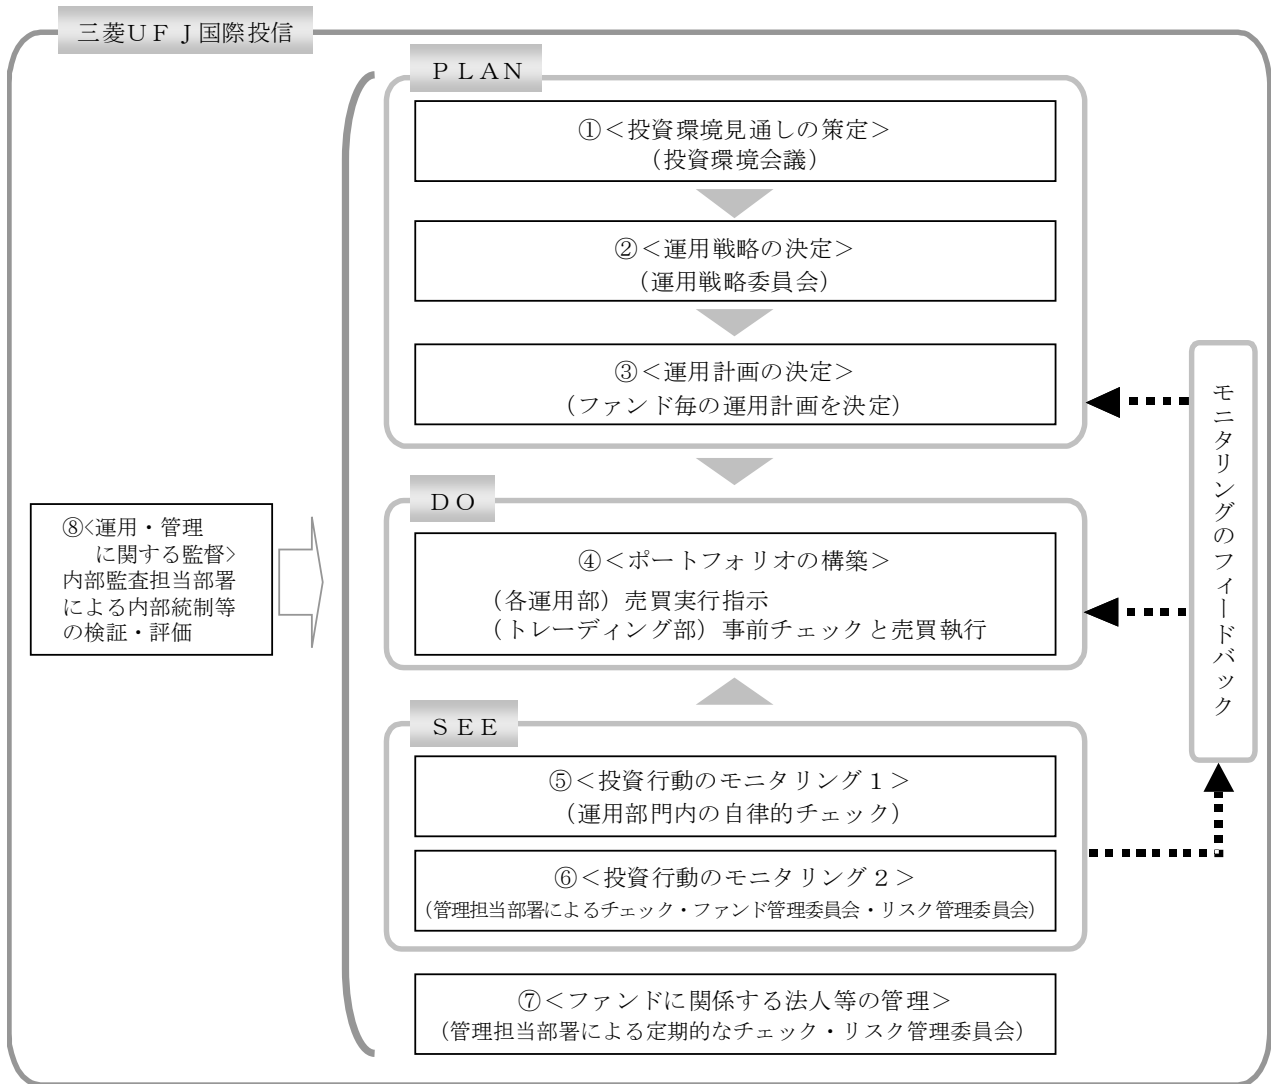 三菱ＵＦＪ国際投信
ＰＬＡＮ
①＜投資環境見通しの策定＞
（投資環境会議）
②＜運用戦略の決定＞
（運用戦略委員会）
③＜運用計画の決定＞
（ファンド毎の運用計画を決定）
ＤＯ
④＜ポートフォリオの構築＞
（各運用部）売買実行指示
（トレーディング部）事前チェックと売買執行
ＳＥＥ
⑤＜投資行動のモニタリング１＞
（運用部門内の自律的チェック）
⑥＜投資行動のモニタリング２＞
（管理担当部署によるチェック・ファンド管理委員会・リスク管理委員会）
⑦＜ファンドに関係する法人等の管理＞
（管理担当部署による定期的なチェック・リスク管理委員会）
⑧<運用・管理
に関する監督>
内部監査担当部署
による内部統制等
の検証・評価
モニタリングのフィードバック